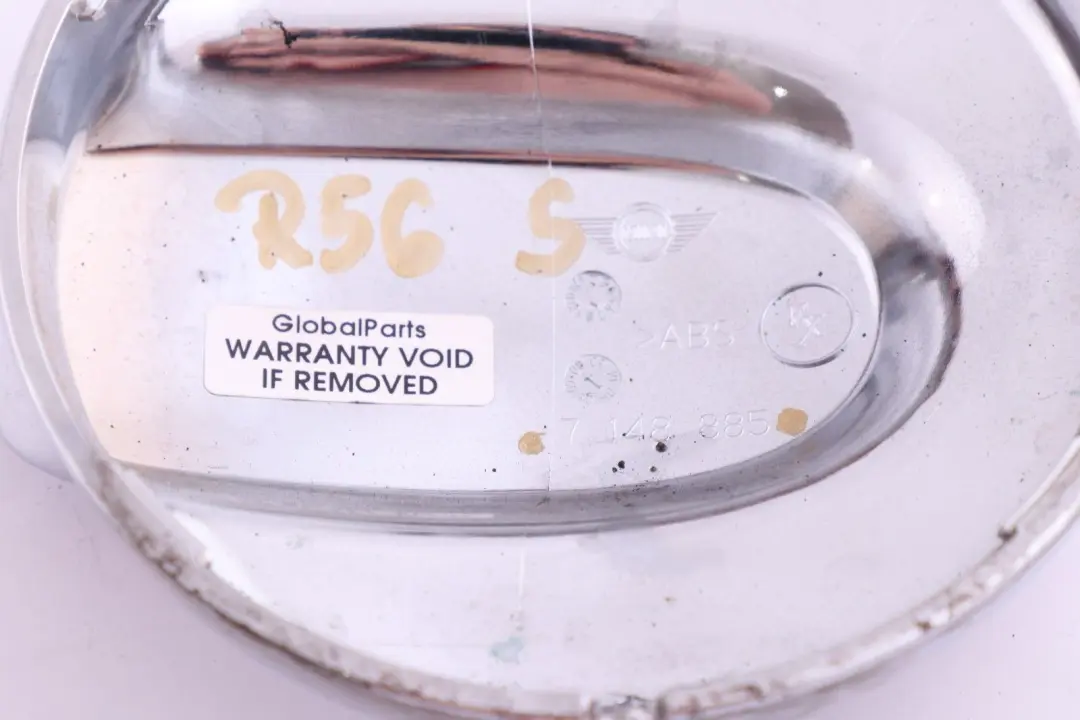 R56 S
GlobalParts
WARRANTY VOID
IF REMOVED
>ABS
7 148 885